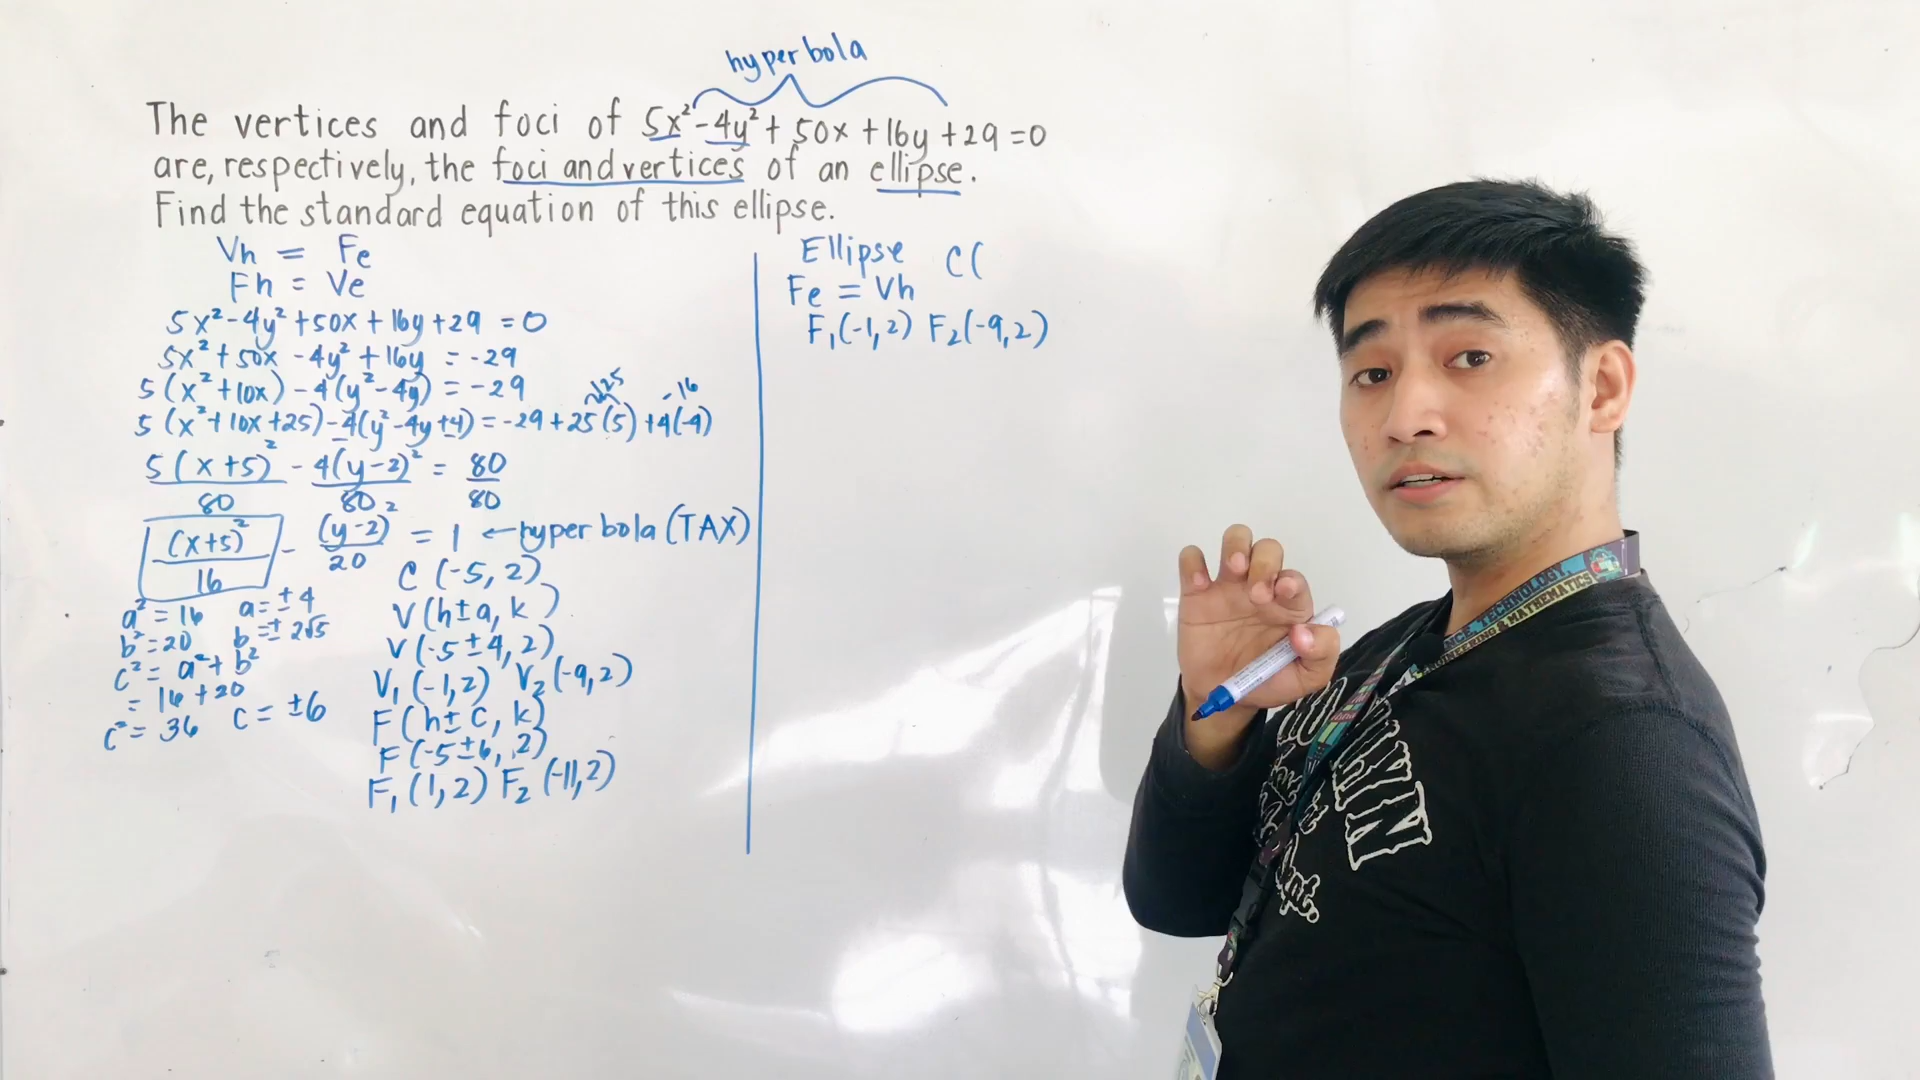 hyperbola
The vertices and foci of 5x² - 4y² + 50x + 16y + 29 = 0
are, respectively, the foci and vertices of an ellipse.
Find the standard equation of this ellipse.
Vh = Fe
Fh = Ve
5x² - 4y² + 50x + 16y + 29 = 0
5x² + 50x - 4y² + 16y = -29
5(x² + 10x) - 4(y² - 4y) = -29
125 -16
5(x² + 10x + 25) - 4(y² - 4y + 4) = -29 + 25(5) + 4(-4)
5(x+5)² - 4(y-2)² = 80
80 80 80
(x+5)² - (y-2)² = 1 ← hyperbola (TAX)
16 20
a² = 16 a = ±4
b² = 20 b = ±2√5
c² = a² + b²
= 16 + 20
c² = 36 c = ±6
C(-5, 2)
V(h±a, k)
V(-5±4, 2)
V₁(-1,2) V₂(-9,2)
F(h±c, k)
F(-5±6, 2)
F₁(1,2) F₂(-11,2)
Ellipse C(
Fe = Vh
F₁(-1,2) F₂(-9,2)
TECHNOLOGY,
ENGINEERING & MATHEMATICS